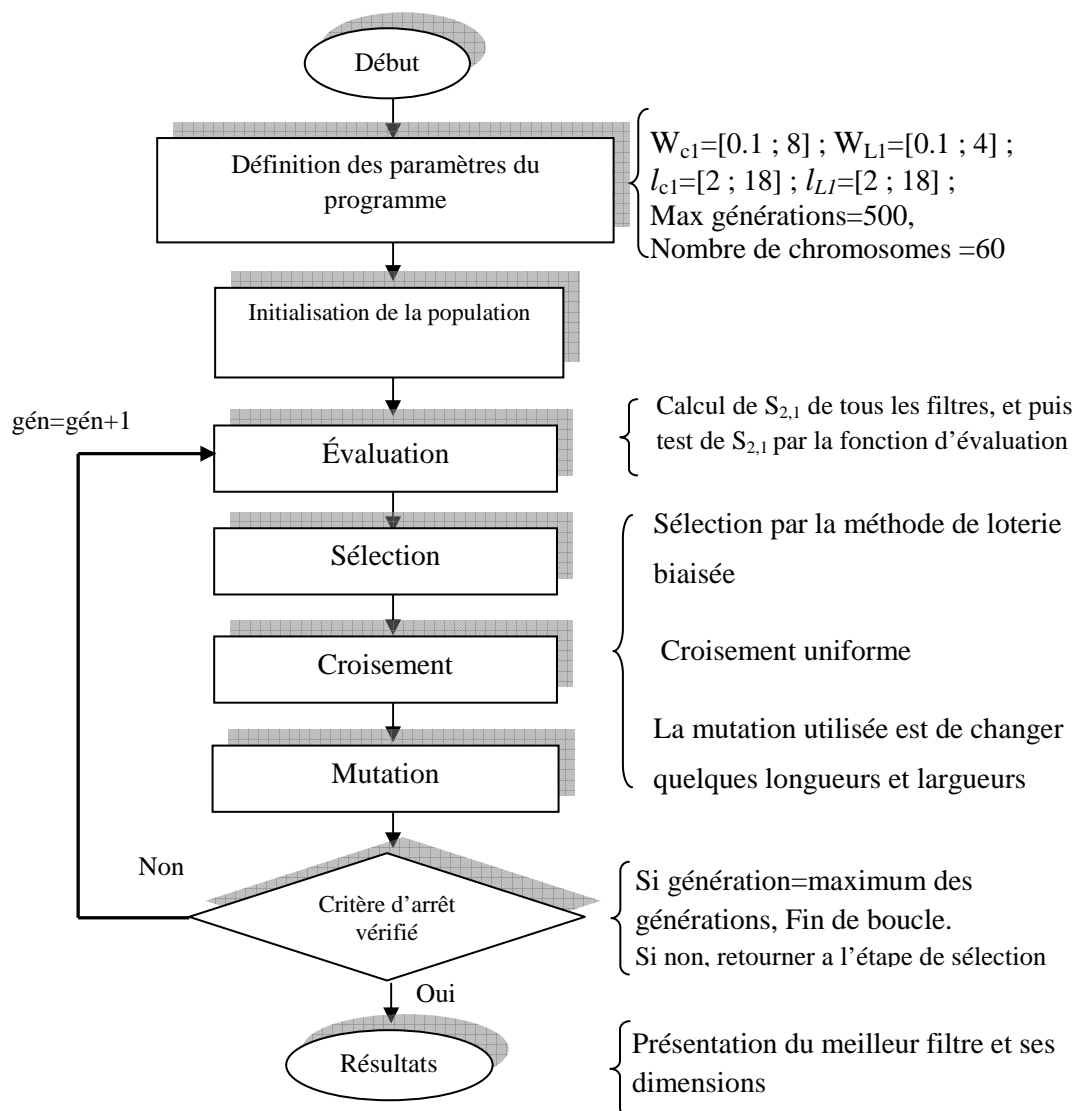 Début
Définition des paramètres du
programme
W_c1=[0.1 ; 8] ; W_L1=[0.1 ; 4] ;
l_c1=[2 ; 18] ; l_L1=[2 ; 18] ;
Max générations=500,
Nombre de chromosomes =60
Initialisation de la population
gén=gén+1
Évaluation
Calcul de S_2,1 de tous les filtres, et puis
test de S_2,1 par la fonction d’évaluation
Sélection
Sélection par la méthode de loterie
biaisée
Croisement
Croisement uniforme
Mutation
La mutation utilisée est de changer
quelques longueurs et largueurs
Non
Critère d’arrêt
vérifié
Si génération=maximum des
générations, Fin de boucle.
Si non, retourner a l’étape de sélection
Oui
Résultats
Présentation du meilleur filtre et ses
dimensions